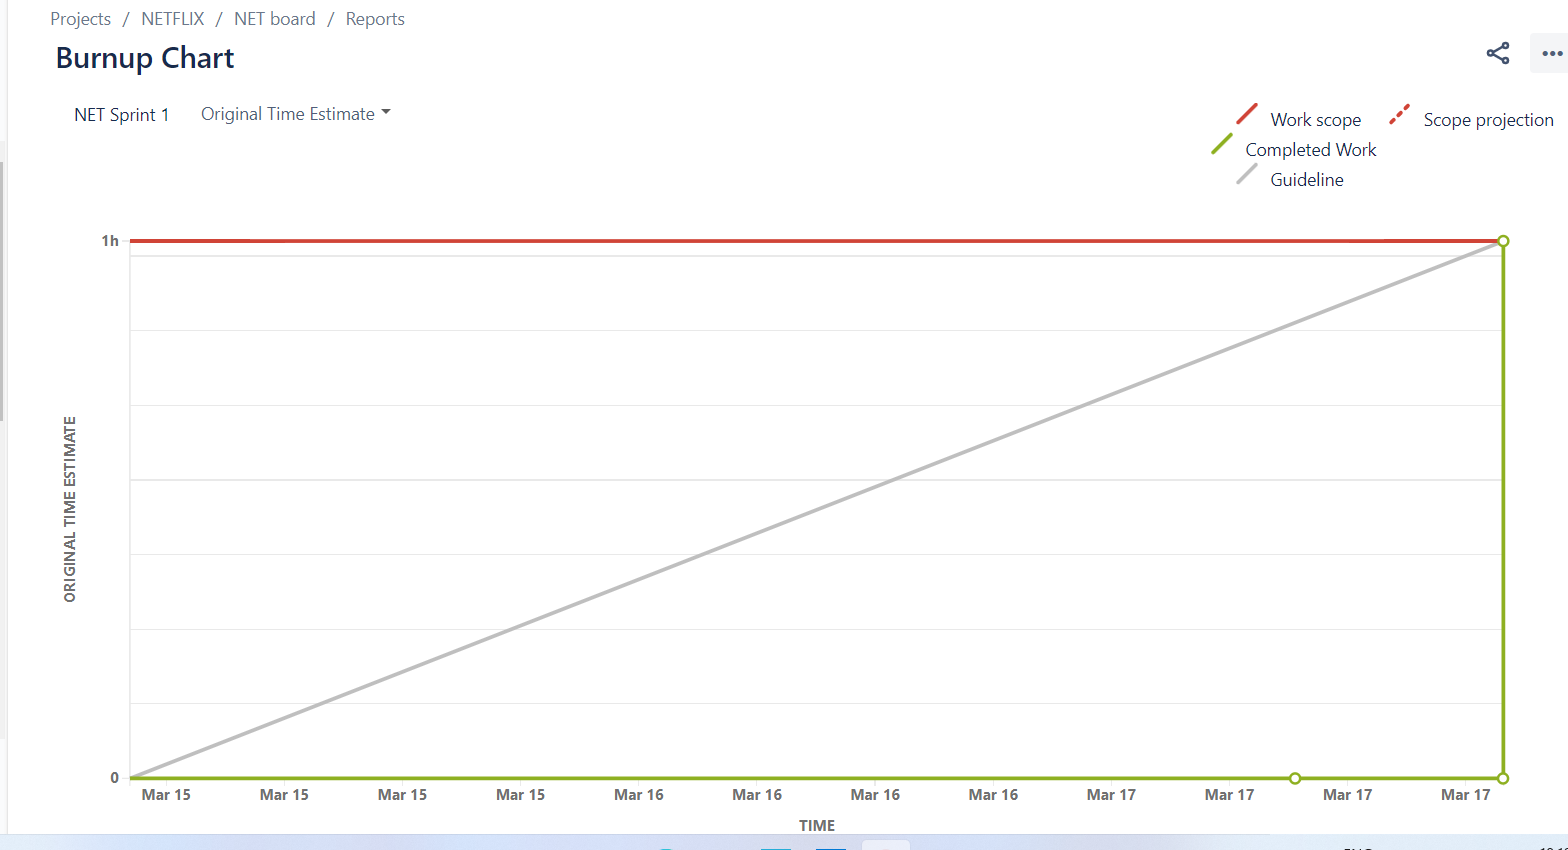 Projects / NETFLIX / NET board / Reports
Burnup Chart
NET Sprint 1 Original Time Estimate
Work scope Scope projection
Completed Work
Guideline
1h
ORIGINAL TIME ESTIMATE
0
Mar 15 Mar 15 Mar 15 Mar 15 Mar 16 Mar 16 Mar 16 Mar 16 Mar 17 Mar 17 Mar 17 Mar 17
TIME